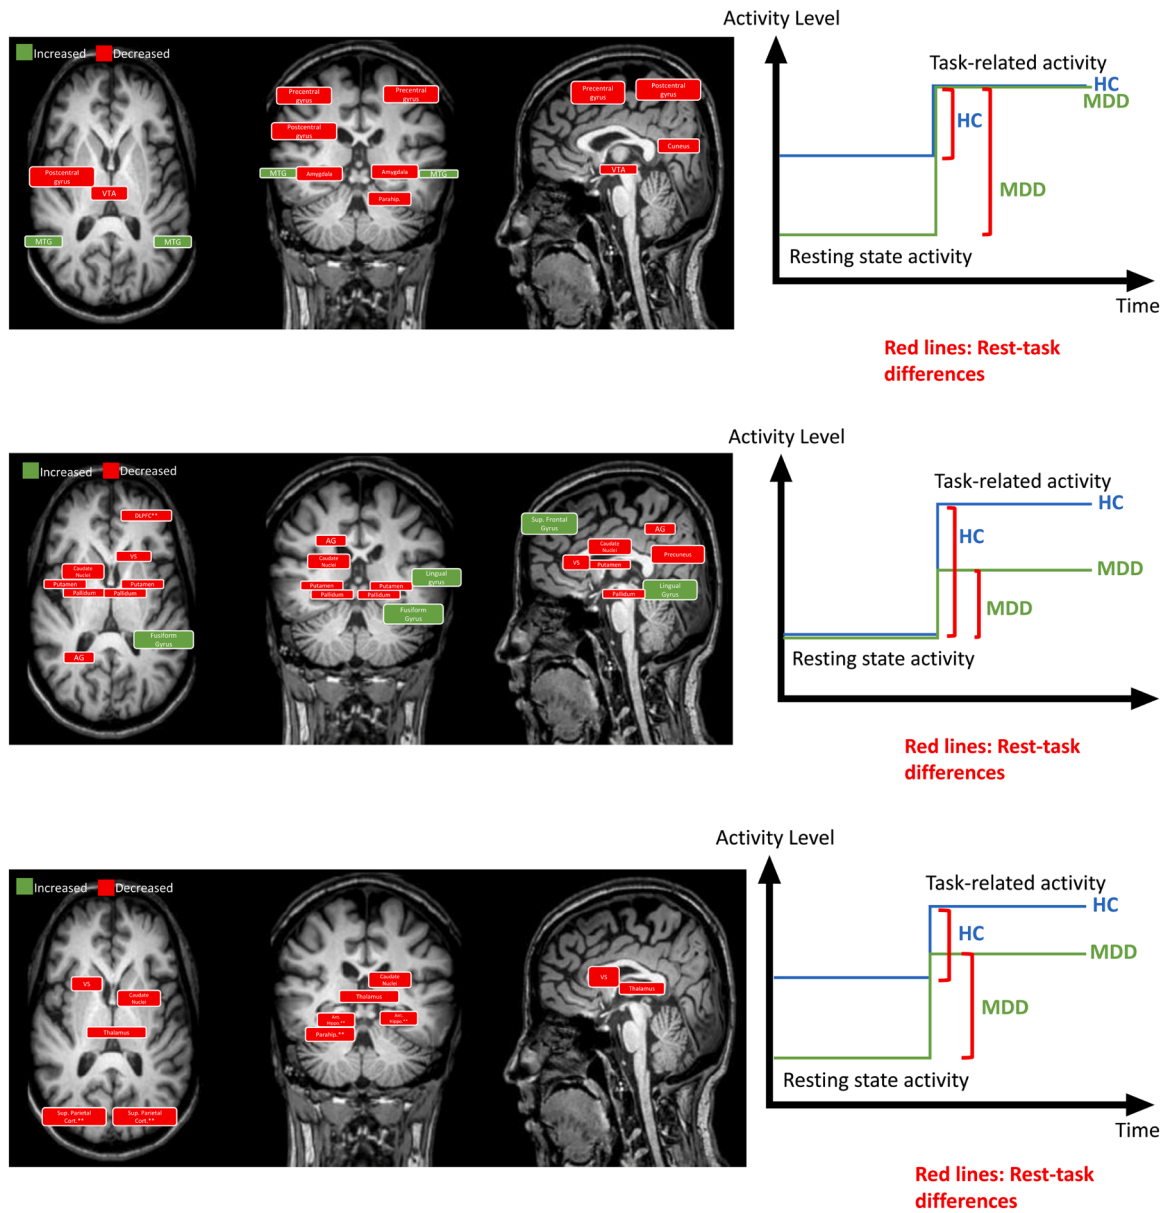 Increased Decreased
Postcentral
gyrus
VTA
MTG
MTG
Precentral
gyrus
Precentral
gyrus
Postcentral
gyrus
MTG
Amygdala
Amygdala
MTG
Parahip.
Precentral
gyrus
Postcentral
gyrus
Cuneus
VTA
Activity Level
Task-related activity
HC
MDD
HC
MDD
Resting state activity
Time
Red lines: Rest-task
differences
Increased Decreased
DLPFC**
VS
Caudate
Nuclei
Putamen
Putamen
Pallidum
Pallidum
Fusiform
Gyrus
AG
AG
Caudate
Nuclei
Putamen
Putamen
Pallidum
Pallidum
Lingual
gyrus
Fusiform
Gyrus
Sup. Frontal
Gyrus
AG
Caudate
Nuclei
VS
Putamen
Precuneus
Pallidum
Lingual
Gyrus
Activity Level
Task-related activity
HC
HC
MDD
MDD
Resting state activity
Red lines: Rest-task
differences
Increased Decreased
VS
Caudate
Nuclei
Thalamus
Sup. Parietal
Cort.**
Sup. Parietal
Cort.**
Caudate
Nuclei
Thalamus
Ant.
Hippo.**
Ant.
Hippo.**
Parahip.**
VS
Thalamus
Activity Level
Task-related activity
HC
HC
MDD
MDD
Resting state activity
Time
Red lines: Rest-task
differences